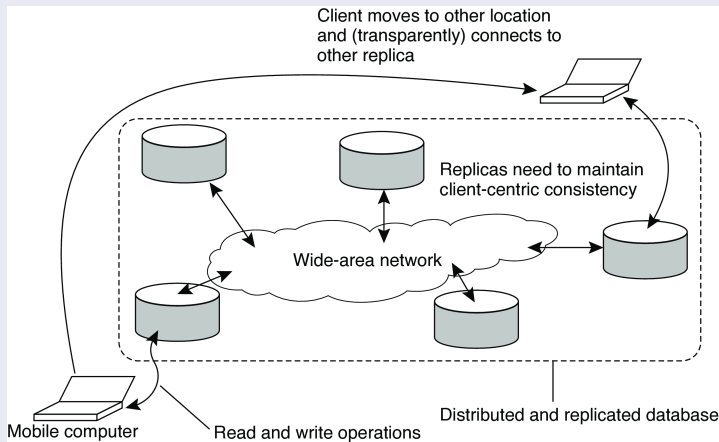 Client moves to other location
and (transparently) connects to
other replica
Replicas need to maintain
client-centric consistency
Wide-area network
Distributed and replicated database
Read and write operations
Mobile computer